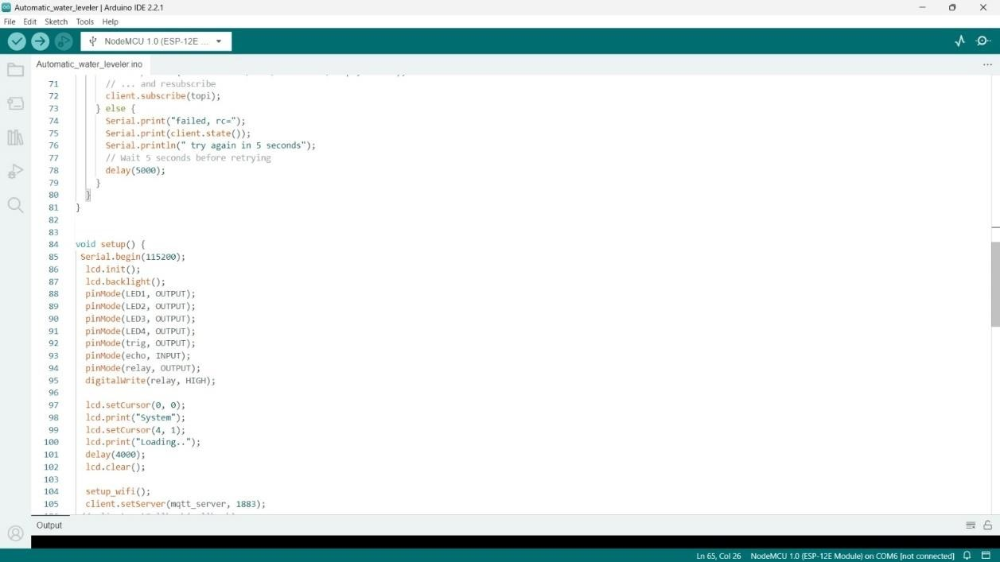 Automatic_water_leveler | Arduino IDE 2.2.1
File Edit Sketch Tools Help
NodeMCU 1.0 (ESP-12E ...
Automatic_water_leveler.ino
71 // ... and resubscribe
72 client.subscribe(topi);
73 } else {
74 Serial.print("failed, rc=");
75 Serial.print(client.state());
76 Serial.println(" try again in 5 seconds");
77 // Wait 5 seconds before retrying
78 delay(5000);
79 }
80 }
81 }
82
83
84 void setup() {
85 Serial.begin(115200);
86 lcd.init();
87 lcd.backlight();
88 pinMode(LED1, OUTPUT);
89 pinMode(LED2, OUTPUT);
90 pinMode(LED3, OUTPUT);
91 pinMode(LED4, OUTPUT);
92 pinMode(trig, OUTPUT);
93 pinMode(echo, INPUT);
94 pinMode(relay, OUTPUT);
95 digitalWrite(relay, HIGH);
96
97 lcd.setCursor(0, 0);
98 lcd.print("System");
99 lcd.setCursor(4, 1);
100 lcd.print("Loading..");
101 delay(4000);
102 lcd.clear();
103
104 setup_wifi();
105 client.setServer(mqtt_server, 1883);
Output
Ln 65, Col 26 NodeMCU 1.0 (ESP-12E Module) on COM6 [not connected]